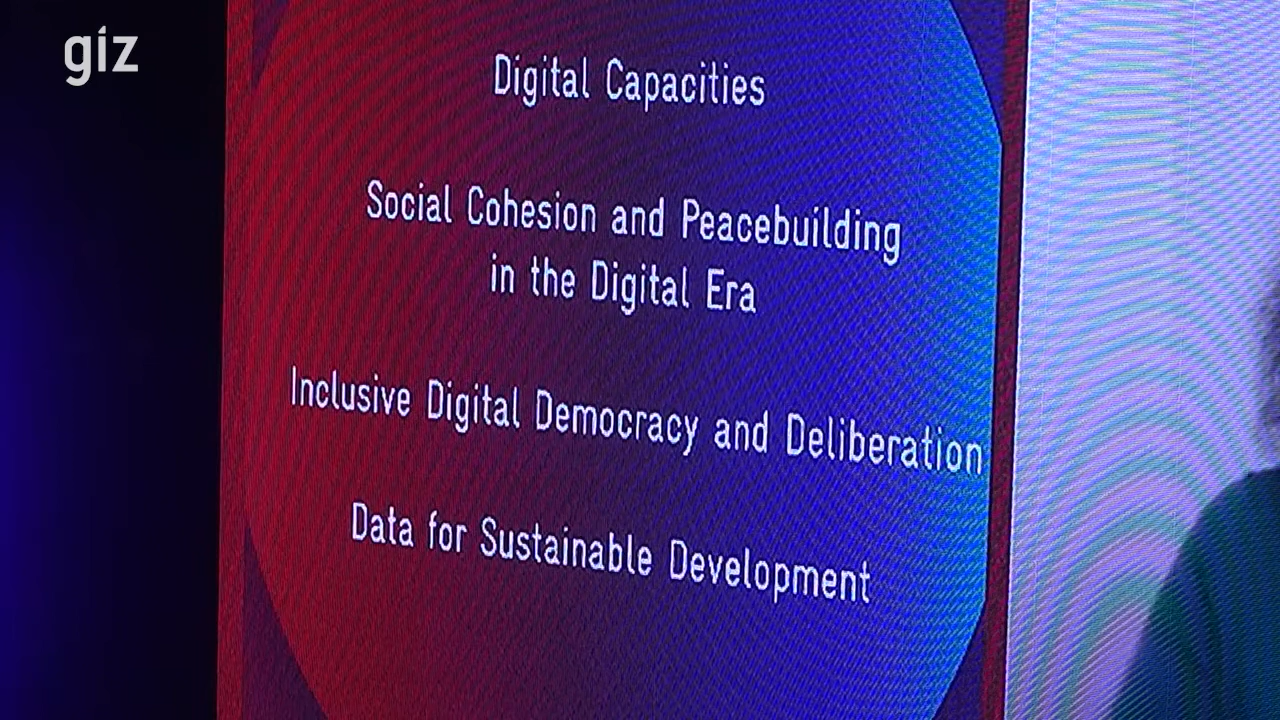 giz
Digital Capacities
Social Cohesion and Peacebuilding
in the Digital Era
Inclusive Digital Democracy and Deliberation
Data for Sustainable Development